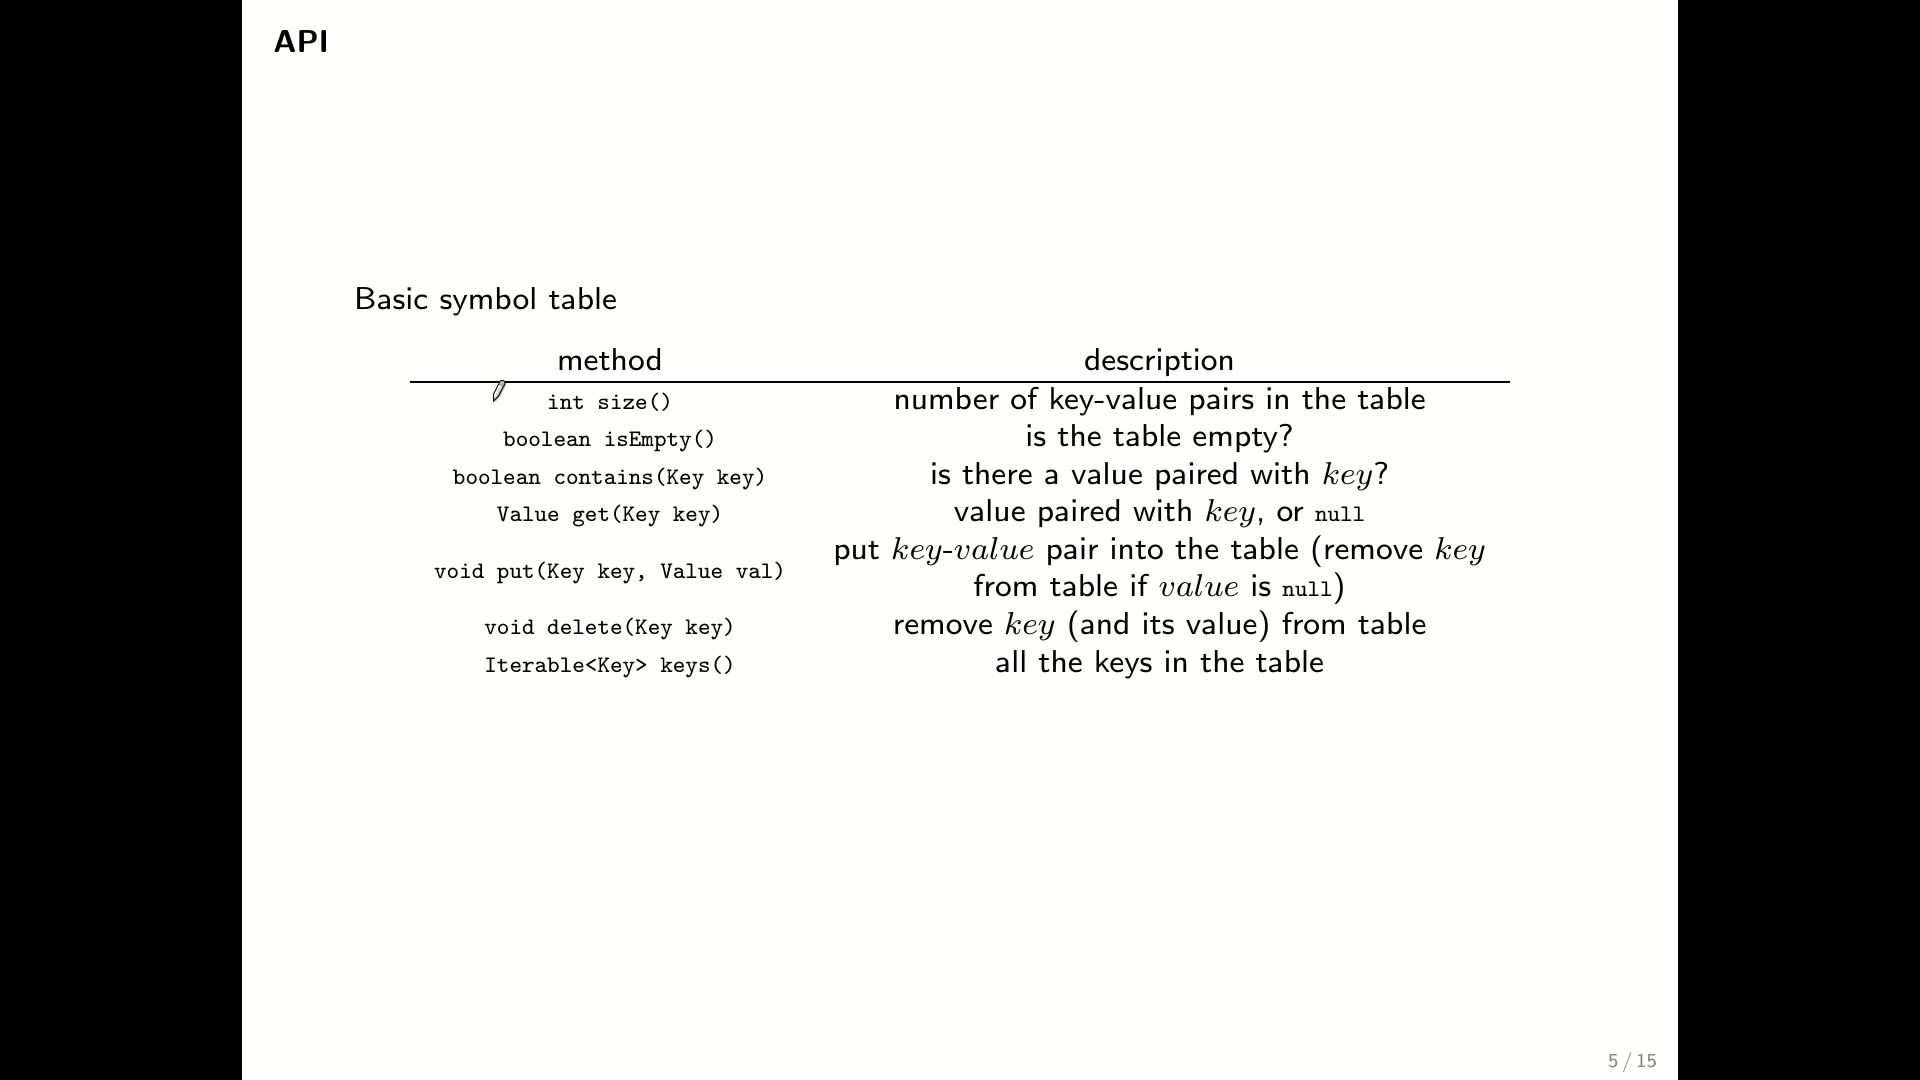 API
Basic symbol table
method description
int size() number of key-value pairs in the table
boolean isEmpty() is the table empty?
boolean contains(Key key) is there a value paired with key?
Value get(Key key) value paired with key, or null
void put(Key key, Value val) put key-value pair into the table (remove key
from table if value is null)
void delete(Key key) remove key (and its value) from table
Iterable<Key> keys() all the keys in the table
5 / 15